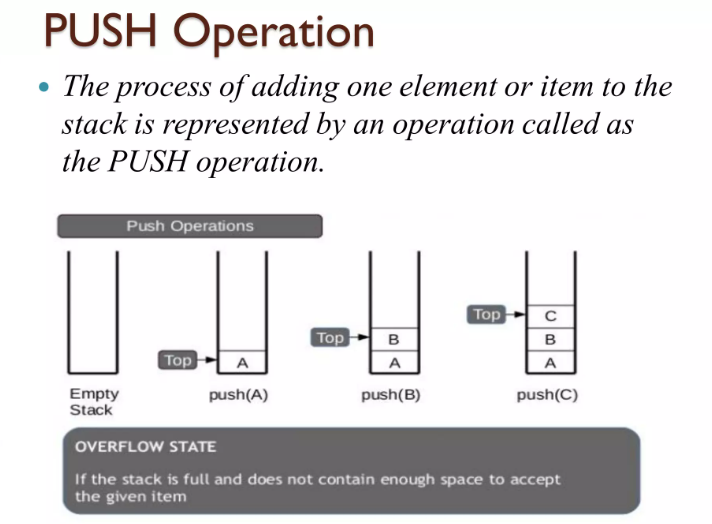 PUSH Operation
• The process of adding one element or item to the
stack is represented by an operation called as
the PUSH operation.
Push Operations
Top
C
Top
B
B
Top
A
A
A
Empty
Stack
push(A)
push(B)
push(C)
OVERFLOW STATE
If the stack is full and does not contain enough space to accept
the given item